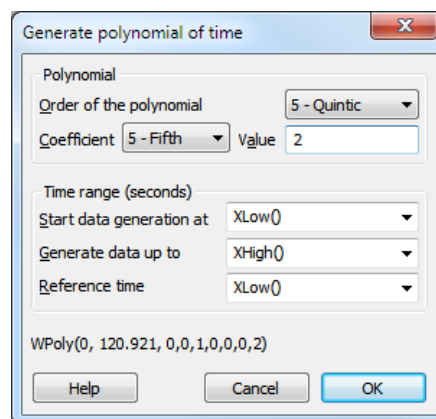 Generate polynomial of time
Polynomial
Order of the polynomial 5 - Quintic
Coefficient 5 - Fifth Value 2
Time range (seconds)
Start data generation at XLow()
Generate data up to XHigh()
Reference time XLow()
WPoly(0, 120.921, 0,0,1,0,0,0,2)
Help Cancel OK